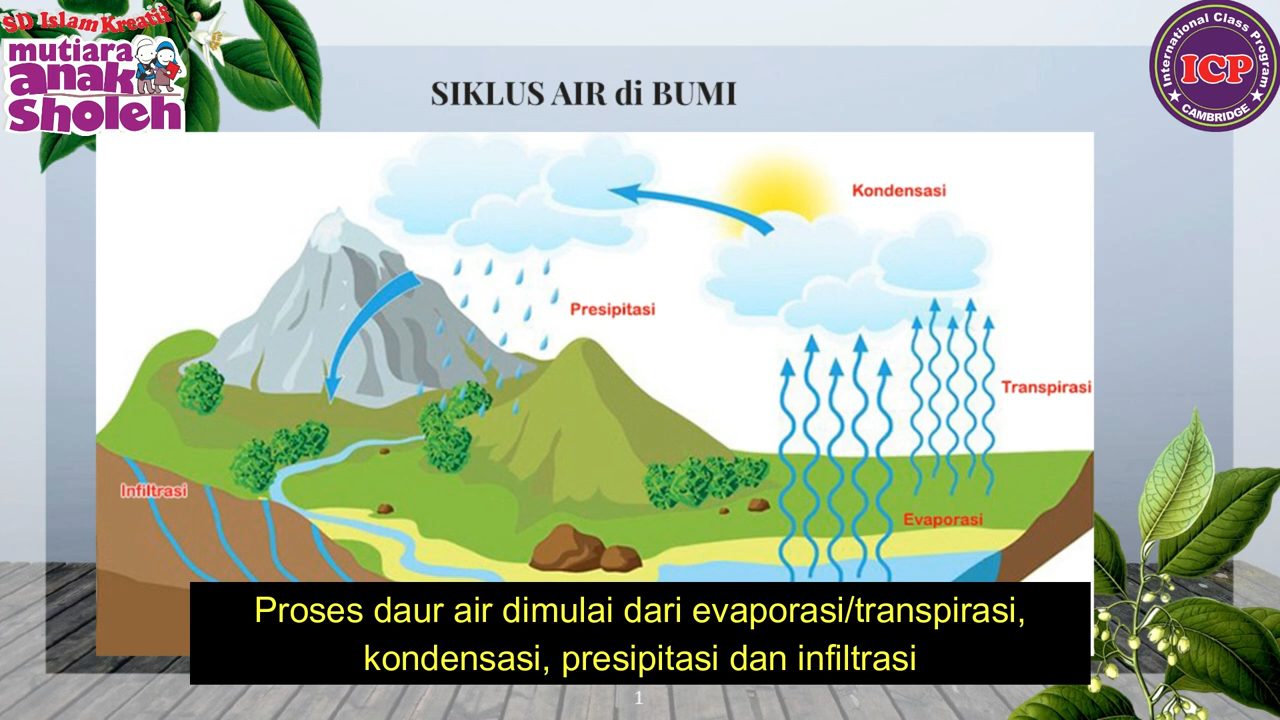 SD Islam Kreatif
mutiara
anak
Sholeh
International Class Program
ICP
CAMBRIDGE
SIKLUS AIR di BUMI
Kondensasi
Presipitasi
Transpirasi
Infiltrasi
Evaporasi
Proses daur air dimulai dari evaporasi/transpirasi,
kondensasi, presipitasi dan infiltrasi
1